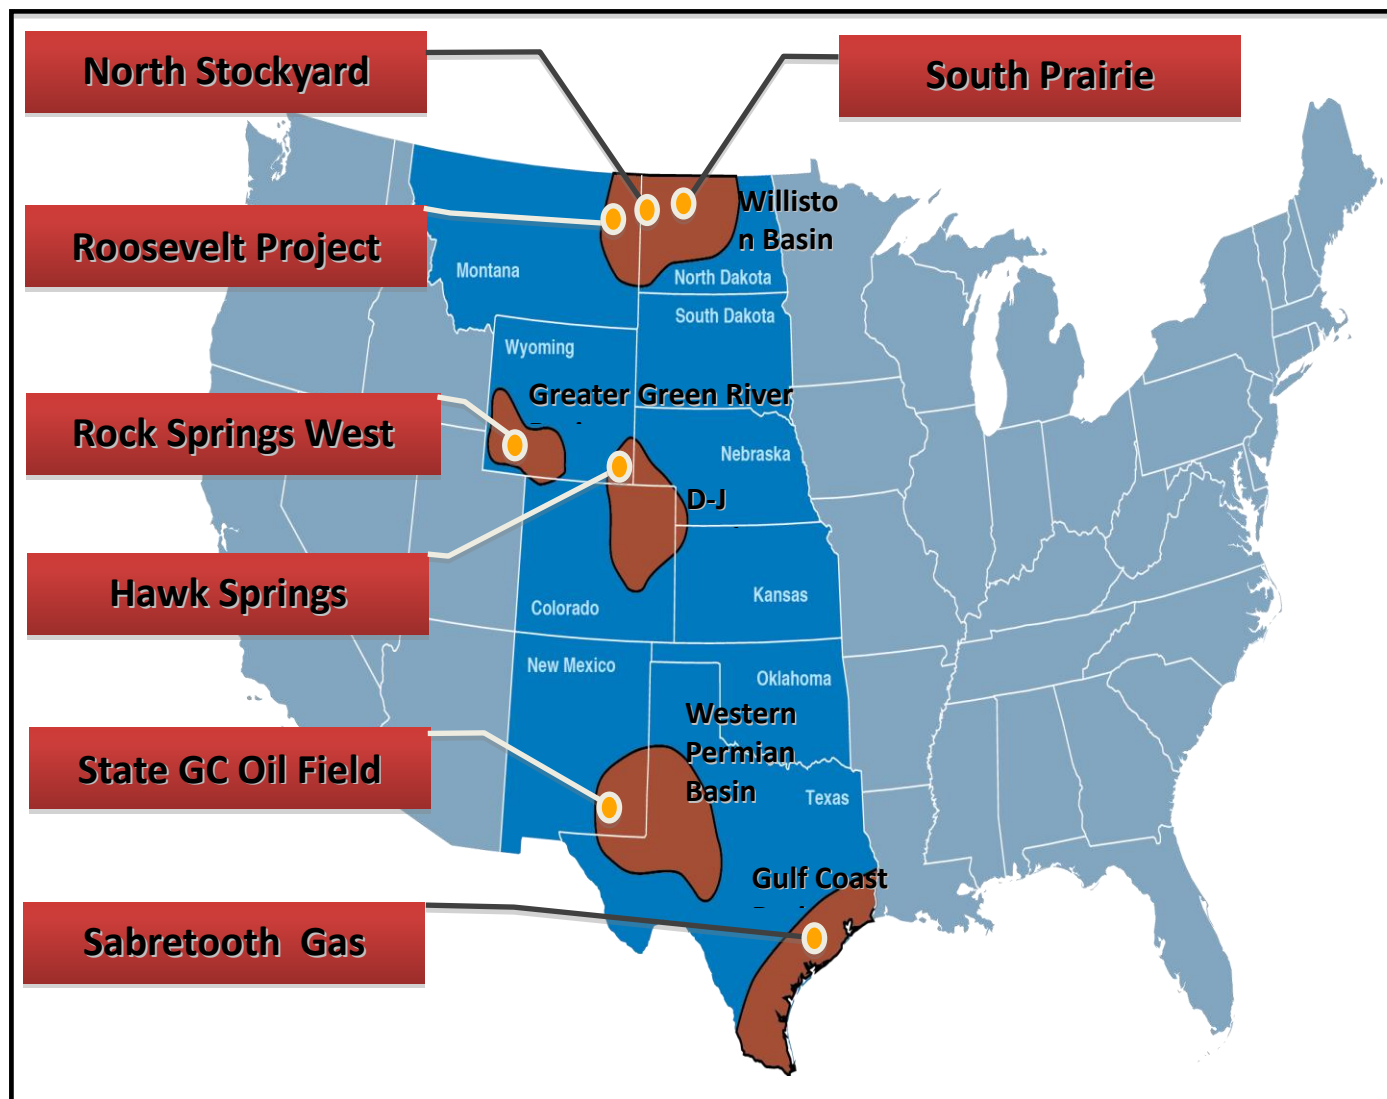 North Stockyard
South Prairie
Willisto
n Basin
Roosevelt Project
Montana
North Dakota
South Dakota
Wyoming
Greater Green River
Rock Springs West
Nebraska
D-J
Hawk Springs
Colorado
Kansas
New Mexico
Oklahoma
Western
Permian
Basin
State GC Oil Field
Texas
Gulf Coast
Sabretooth  Gas